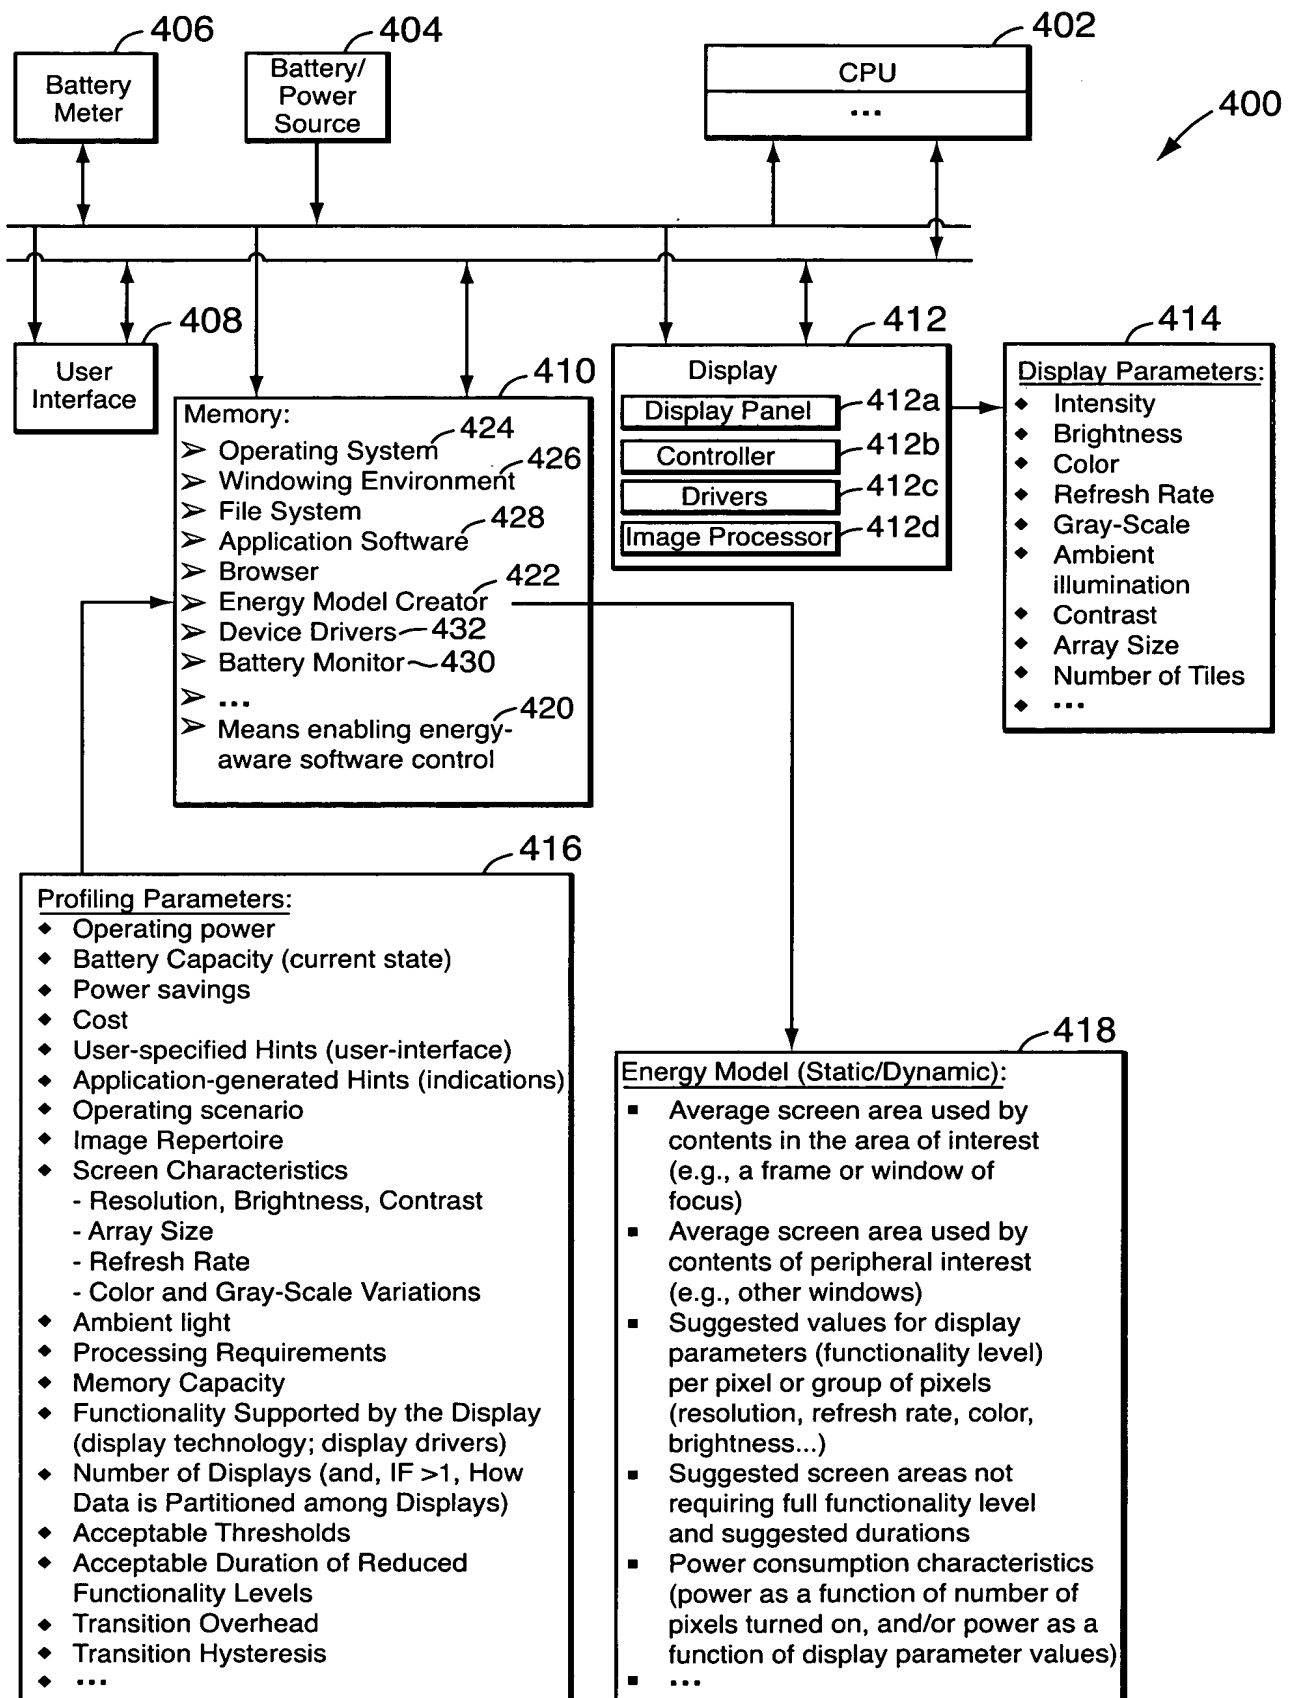 406
404
402
Battery
Meter
Battery/
Power
Source
CPU
...
400
408
User
Interface
410
Memory:
➢ Operating System 424
➢ Windowing Environment 426
➢ File System
➢ Application Software 428
➢ Browser
➢ Energy Model Creator 422
➢ Device Drivers 432
➢ Battery Monitor 430
➢ ...
➢ Means enabling energy- 420
aware software control
412
Display
Display Panel 412a
Controller 412b
Drivers 412c
Image Processor 412d
414
Display Parameters:
◆ Intensity
◆ Brightness
◆ Color
◆ Refresh Rate
◆ Gray-Scale
◆ Ambient
illumination
◆ Contrast
◆ Array Size
◆ Number of Tiles
◆ ...
416
Profiling Parameters:
◆ Operating power
◆ Battery Capacity (current state)
◆ Power savings
◆ Cost
◆ User-specified Hints (user-interface)
◆ Application-generated Hints (indications)
◆ Operating scenario
◆ Image Repertoire
◆ Screen Characteristics
- Resolution, Brightness, Contrast
- Array Size
- Refresh Rate
- Color and Gray-Scale Variations
◆ Ambient light
◆ Processing Requirements
◆ Memory Capacity
◆ Functionality Supported by the Display
(display technology; display drivers)
◆ Number of Displays (and, IF >1, How
Data is Partitioned among Displays)
◆ Acceptable Thresholds
◆ Acceptable Duration of Reduced
Functionality Levels
◆ Transition Overhead
◆ Transition Hysteresis
◆ ...
418
Energy Model (Static/Dynamic):
■ Average screen area used by
contents in the area of interest
(e.g., a frame or window of
focus)
■ Average screen area used by
contents of peripheral interest
(e.g., other windows)
■ Suggested values for display
parameters (functionality level)
per pixel or group of pixels
(resolution, refresh rate, color,
brightness...)
■ Suggested screen areas not
requiring full functionality level
and suggested durations
■ Power consumption characteristics
(power as a function of number of
pixels turned on, and/or power as a
function of display parameter values)
■ ...